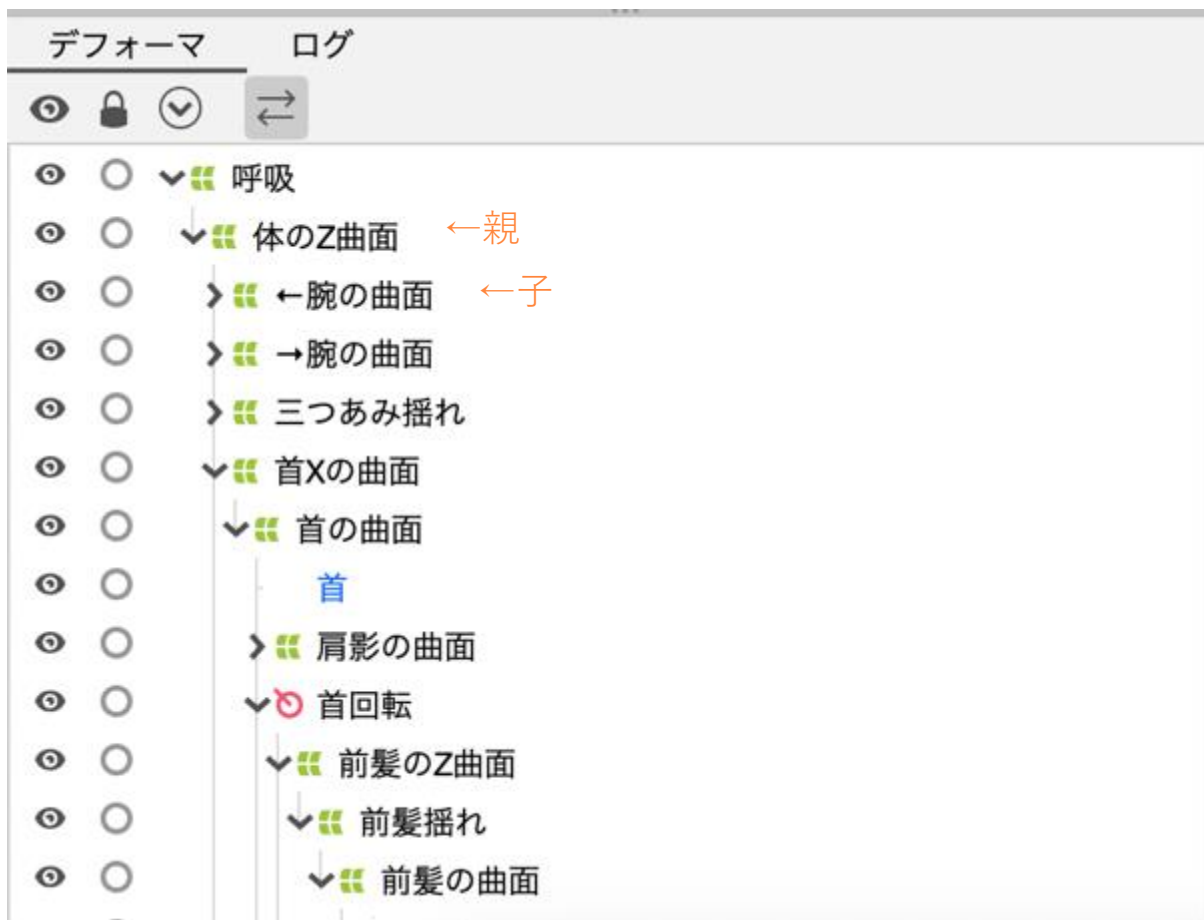 デフォーマ ログ
呼吸
体のZ曲面 ←親
←腕の曲面 ←子
→腕の曲面
三つあみ揺れ
首Xの曲面
首の曲面
首
肩影の曲面
首回転
前髪のZ曲面
前髪揺れ
前髪の曲面